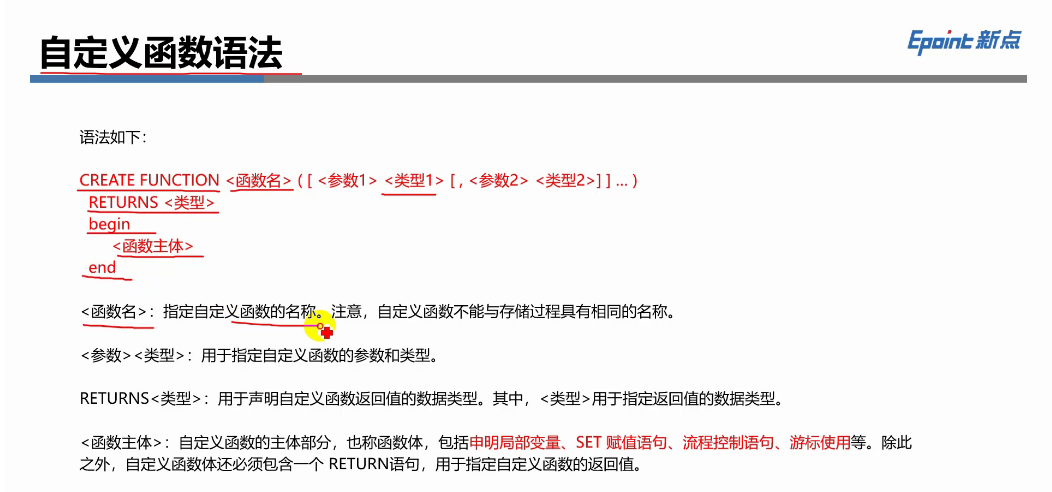 自定义函数语法
Epoint 新点
语法如下：
CREATE FUNCTION <函数名> ( [ <参数1> <类型1> [ , <参数2> <类型2>] ] … )
RETURNS <类型>
begin
<函数主体>
end
<函数名>：指定自定义函数的名称。注意，自定义函数不能与存储过程具有相同的名称。
<参数><类型>：用于指定自定义函数的参数和类型。
RETURNS<类型>：用于声明自定义函数返回值的数据类型。其中，<类型>用于指定返回值的数据类型。
<函数主体>：自定义函数的主体部分，也称函数体，包括申明局部变量、SET 赋值语句、流程控制语句、游标使用等。除此
之外，自定义函数体还必须包含一个 RETURN语句，用于指定自定义函数的返回值。